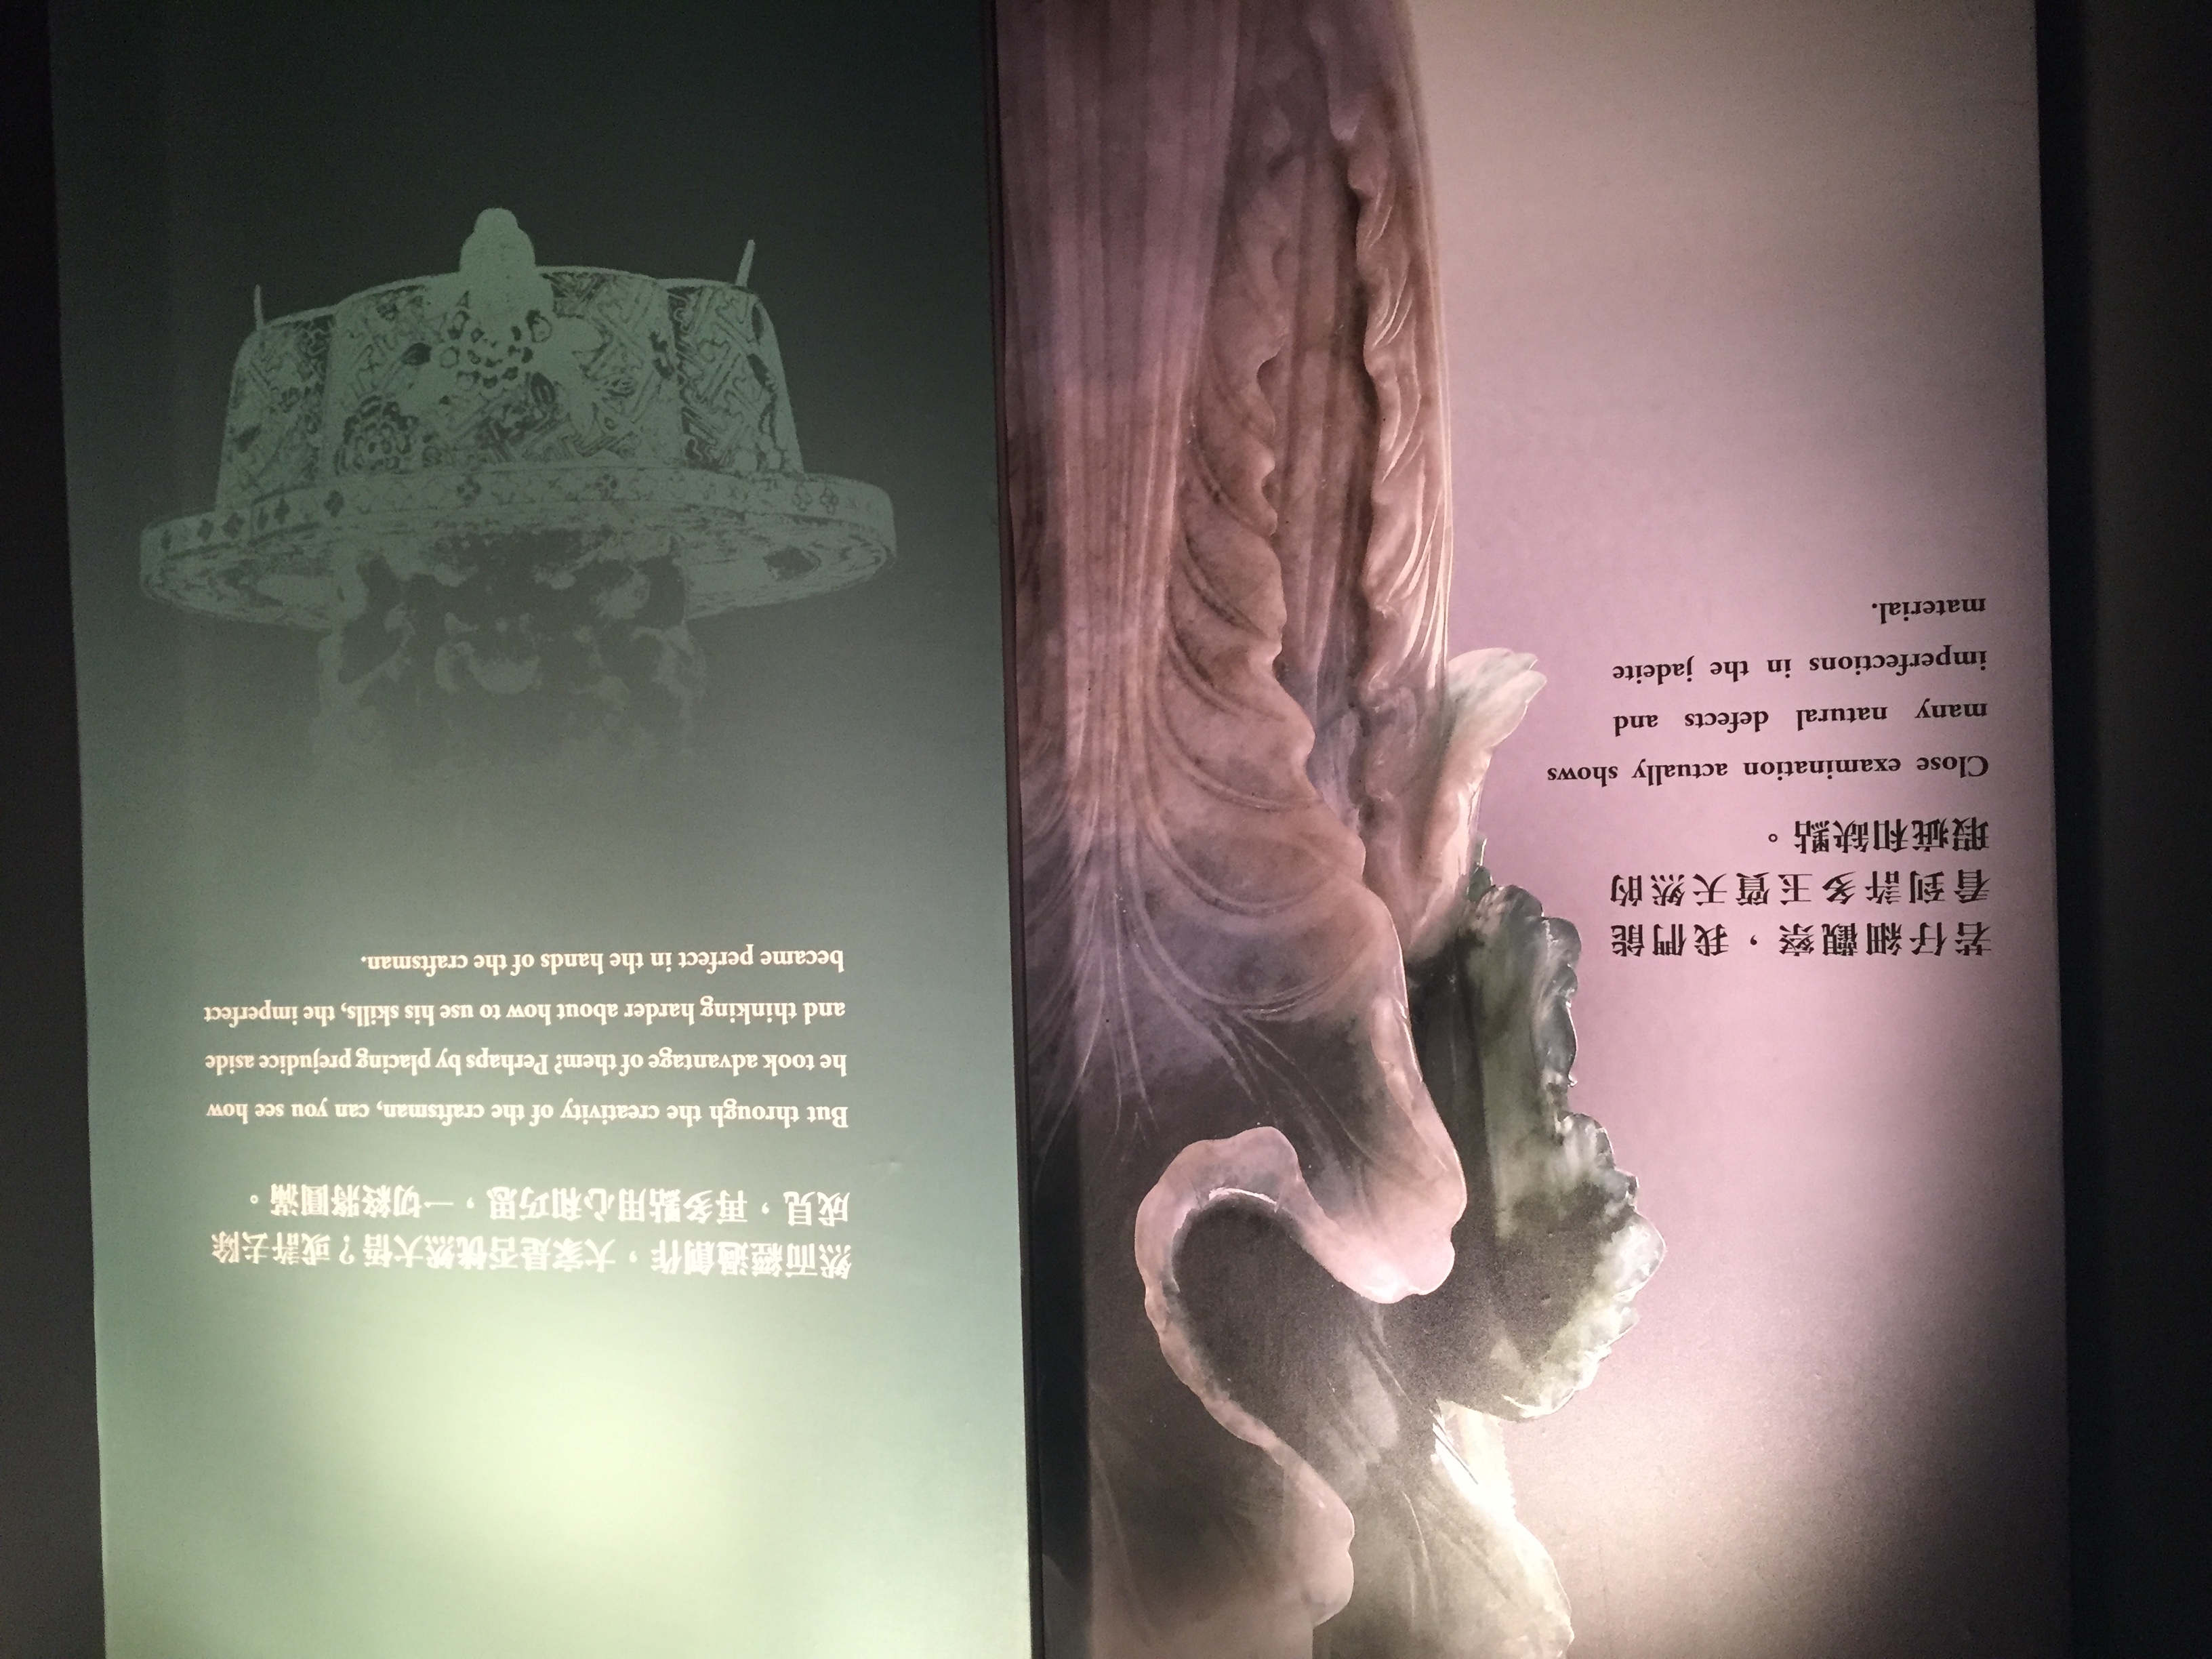 若仔細觀察，我們能
看到許多玉質天然的
瑕疵和缺點。
Close examination actually shows
many natural defects and
imperfections in the jadeite
material.
然而經過創作，大家是否恍然大悟？或許去除
成見，再多點用心和巧思，一切終將圓滿。
But through the creativity of the craftsman, can you see how
he took advantage of them? Perhaps by placing prejudice aside
and thinking harder about how to use his skills, the imperfect
became perfect in the hands of the craftsman.